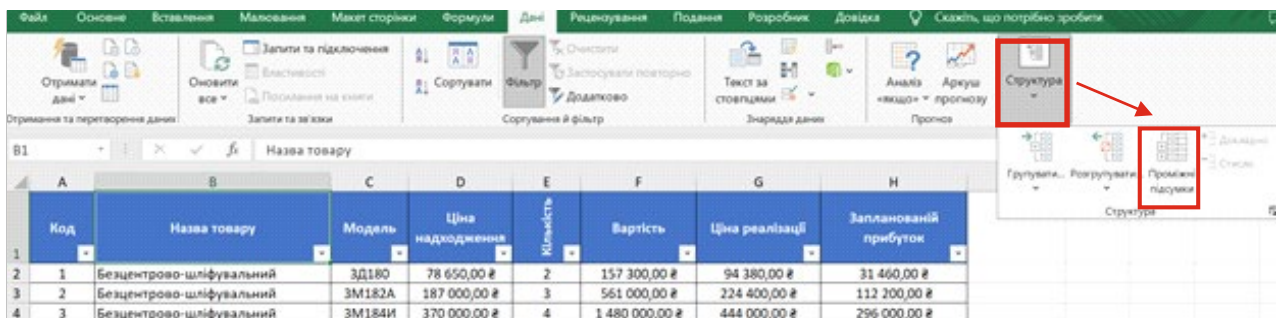 Файл Основне Вставлення Малювання Макет сторінки Формули Дані Рецензування Подання Розробник Довідка Скажіть, що потрібно зробити
Отримати дані
Оновити все
Запити та підключення
Властивості
Посилання на книги
Сортувати
Фільтр
Очистити
Застосувати повторно
Додатково
Текст за стовпцями
Аналіз «якщо»
Аркуш прогнозу
Структура
Отримання та перетворення даних Запити та зв'язки Сортування й фільтр Знаряддя даних Прогноз
Групувати... Розгрупувати... Проміжні підсумки
Структура
B1 fx Назва товару
A B C D E F G H
1 Код Назва товару Модель Ціна надходження Кількість Вартість Ціна реалізації Запланованій прибуток
2 1 Безцентрово-шліфувальний 3Д180 78 650,00 ₴ 2 157 300,00 ₴ 94 380,00 ₴ 31 460,00 ₴
3 2 Безцентрово-шліфувальний 3М182А 187 000,00 ₴ 3 561 000,00 ₴ 224 400,00 ₴ 112 200,00 ₴
4 3 Безцентрово-шліфувальний 3М184И 370 000,00 ₴ 4 1 480 000,00 ₴ 444 000,00 ₴ 296 000,00 ₴